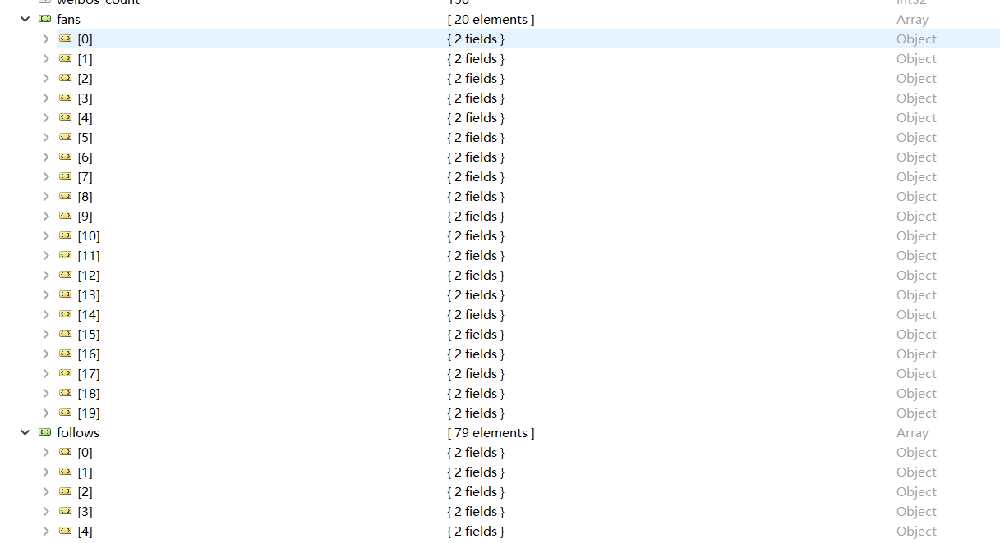 weibos_count 150 Int32
fans [ 20 elements ] Array
[0] { 2 fields } Object
[1] { 2 fields } Object
[2] { 2 fields } Object
[3] { 2 fields } Object
[4] { 2 fields } Object
[5] { 2 fields } Object
[6] { 2 fields } Object
[7] { 2 fields } Object
[8] { 2 fields } Object
[9] { 2 fields } Object
[10] { 2 fields } Object
[11] { 2 fields } Object
[12] { 2 fields } Object
[13] { 2 fields } Object
[14] { 2 fields } Object
[15] { 2 fields } Object
[16] { 2 fields } Object
[17] { 2 fields } Object
[18] { 2 fields } Object
[19] { 2 fields } Object
follows [ 79 elements ] Array
[0] { 2 fields } Object
[1] { 2 fields } Object
[2] { 2 fields } Object
[3] { 2 fields } Object
[4] { 2 fields } Object